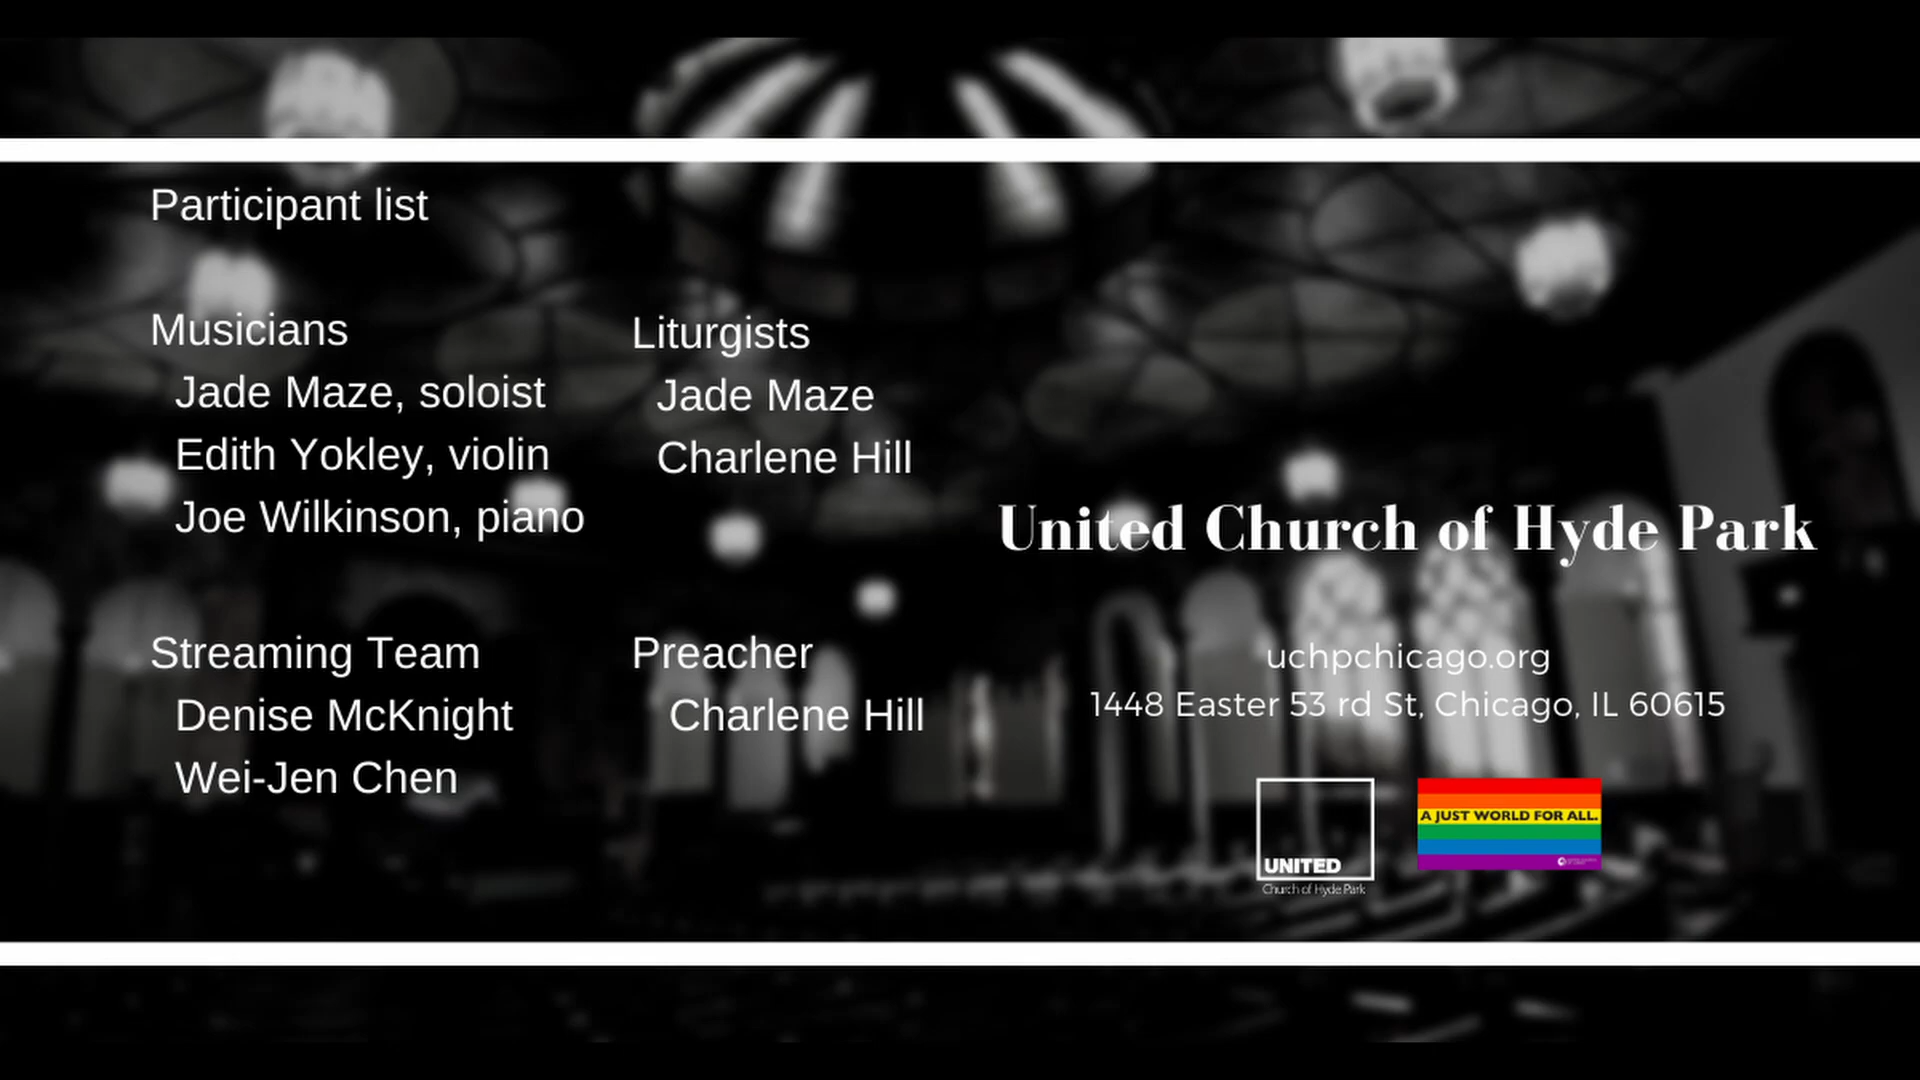 Participant list
Musicians
Jade Maze, soloist
Edith Yokley, violin
Joe Wilkinson, piano
Liturgists
Jade Maze
Charlene Hill
Streaming Team
Denise McKnight
Wei-Jen Chen
Preacher
Charlene Hill
United Church of Hyde Park
uchpchicago.org
1448 Easter 53 rd St, Chicago, IL 60615
UNITED
Church of Hyde Park
A JUST WORLD FOR ALL.